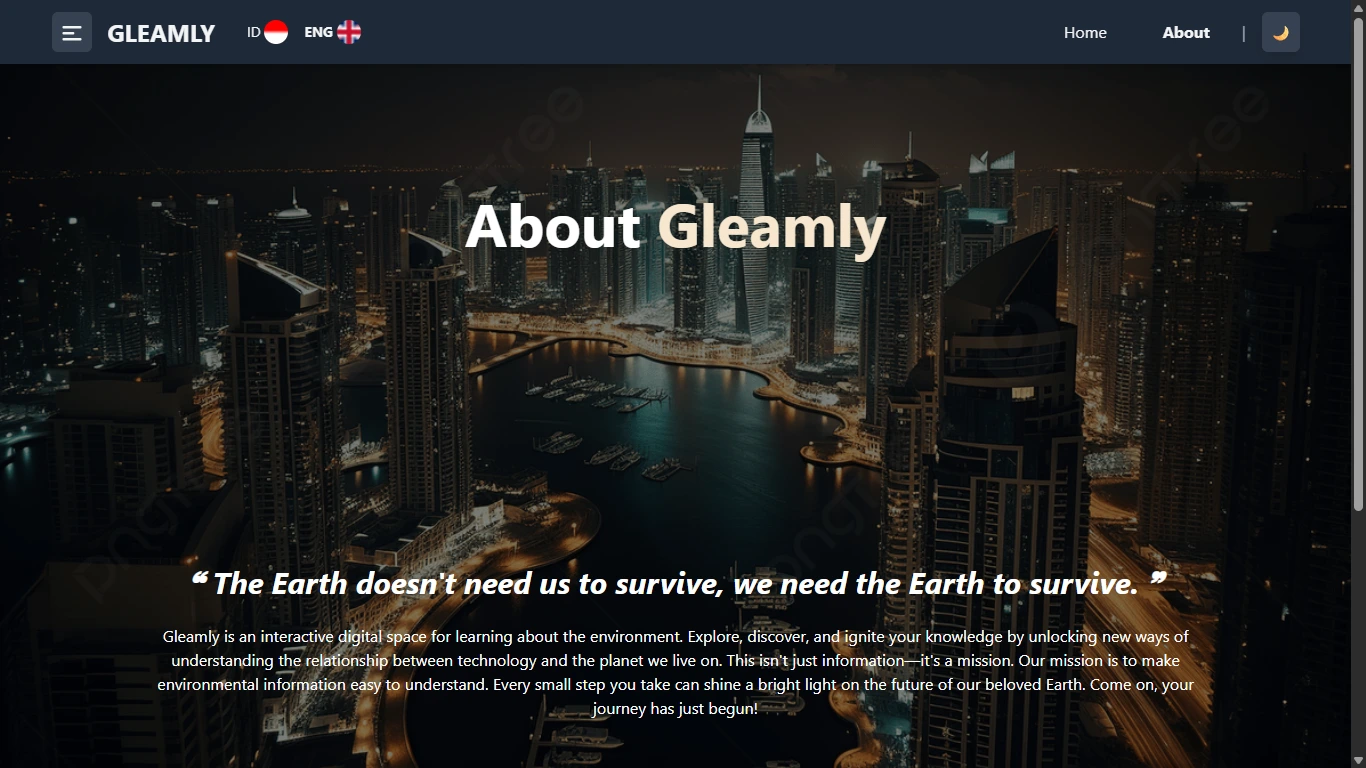 GLEAMLY
ID
ENG
Home
About
|
About Gleamly
❝ The Earth doesn't need us to survive, we need the Earth to survive. ❞
Gleamly is an interactive digital space for learning about the environment. Explore, discover, and ignite your knowledge by unlocking new ways of
understanding the relationship between technology and the planet we live on. This isn't just information—it's a mission. Our mission is to make
environmental information easy to understand. Every small step you take can shine a bright light on the future of our beloved Earth. Come on, your
journey has just begun!